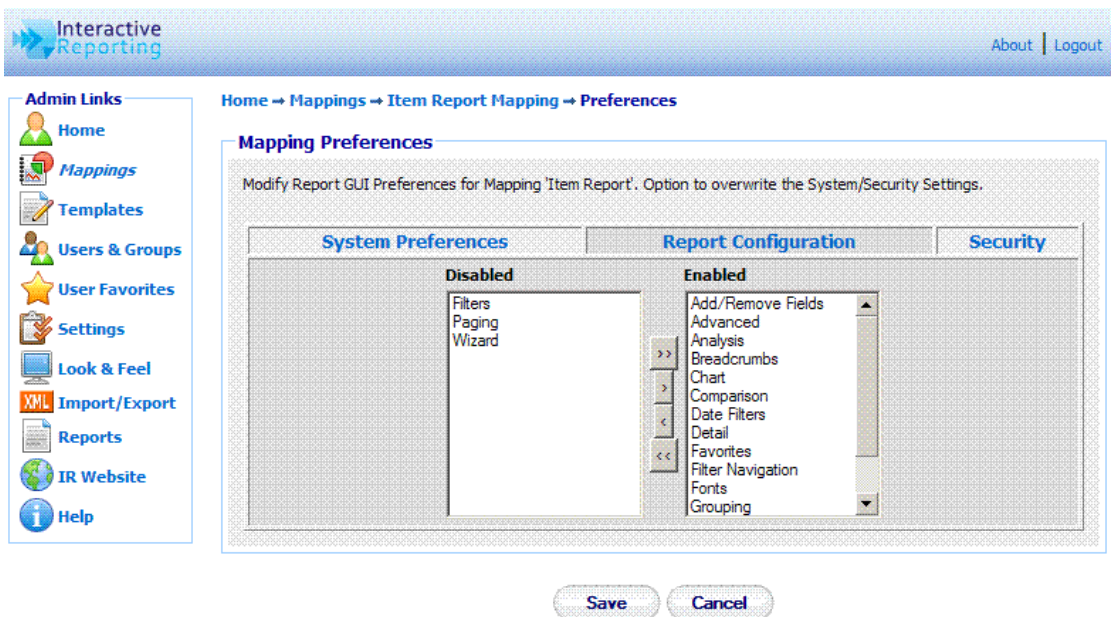 Interactive
Reporting
About | Logout
Admin Links
Home
Mappings
Templates
Users & Groups
User Favorites
Settings
Look & Feel
XML Import/Export
Reports
IR Website
Help
Home → Mappings → Item Report Mapping → Preferences
Mapping Preferences
Modify Report GUI Preferences for Mapping 'Item Report'. Option to overwrite the System/Security Settings.
System Preferences
Report Configuration
Security
Disabled
Filters
Paging
Wizard
>>
>
<
<<
Enabled
Add/Remove Fields
Advanced
Analysis
Breadcrumbs
Chart
Comparison
Date Filters
Detail
Favorites
Filter Navigation
Fonts
Grouping
Save
Cancel